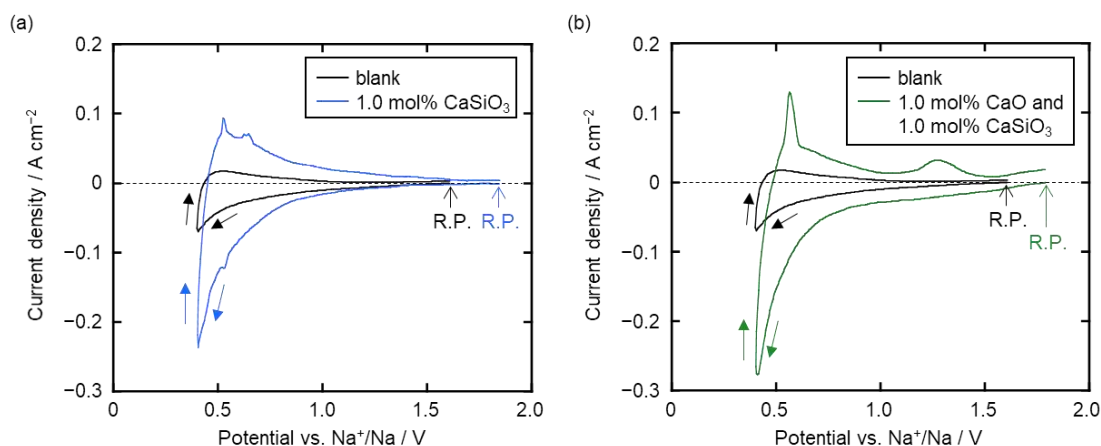 (a)
0.2
0.1
0
−0.1
−0.2
−0.3
Current density / A cm⁻²
blank
1.0 mol% CaSiO₃
R.P.
R.P.
0
0.5
1.0
1.5
2.0
Potential vs. Na⁺/Na / V
(b)
0.2
0.1
0
−0.1
−0.2
−0.3
Current density / A cm⁻²
blank
1.0 mol% CaO and
1.0 mol% CaSiO₃
R.P.
R.P.
0
0.5
1.0
1.5
2.0
Potential vs. Na⁺/Na / V